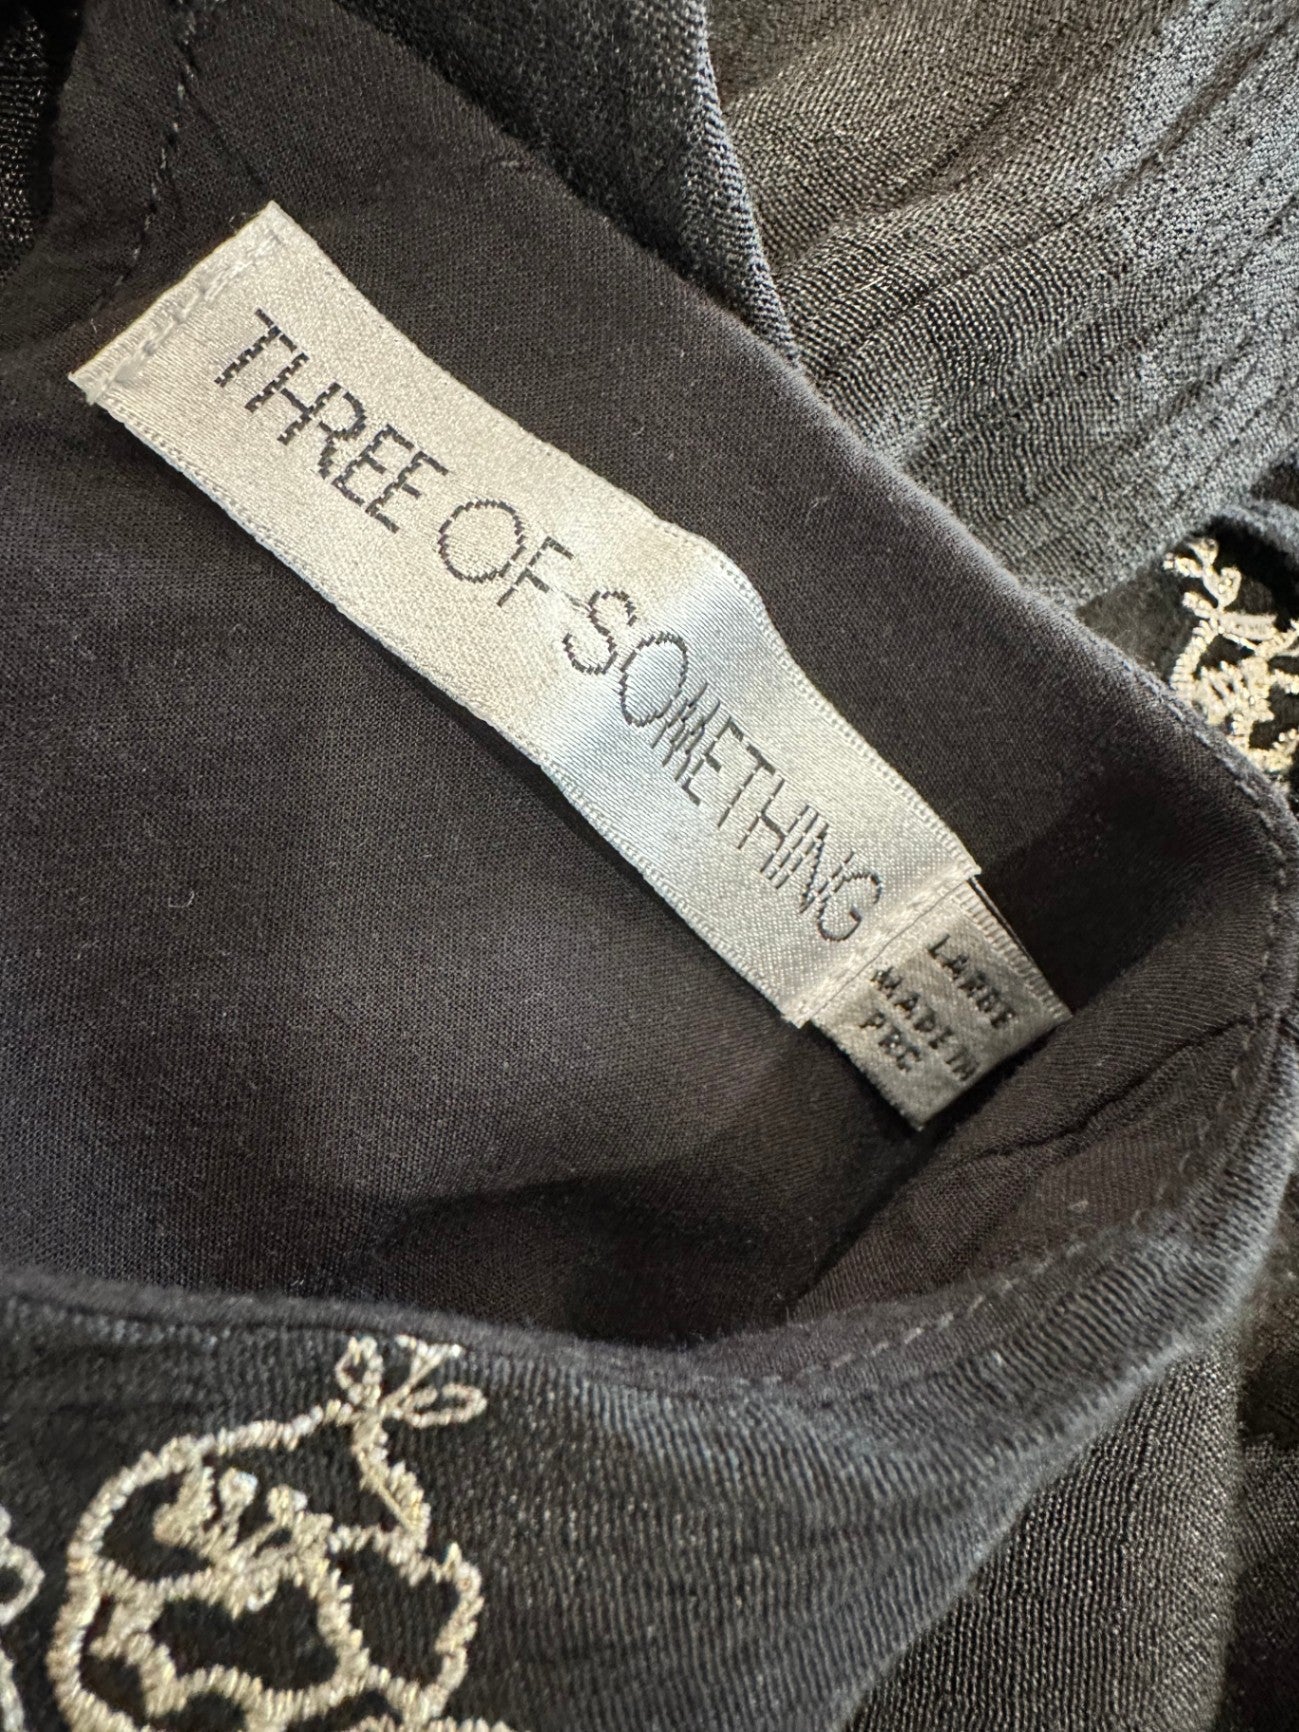 THREE OF SOMETHING
LARGE
MADE IN
PRC